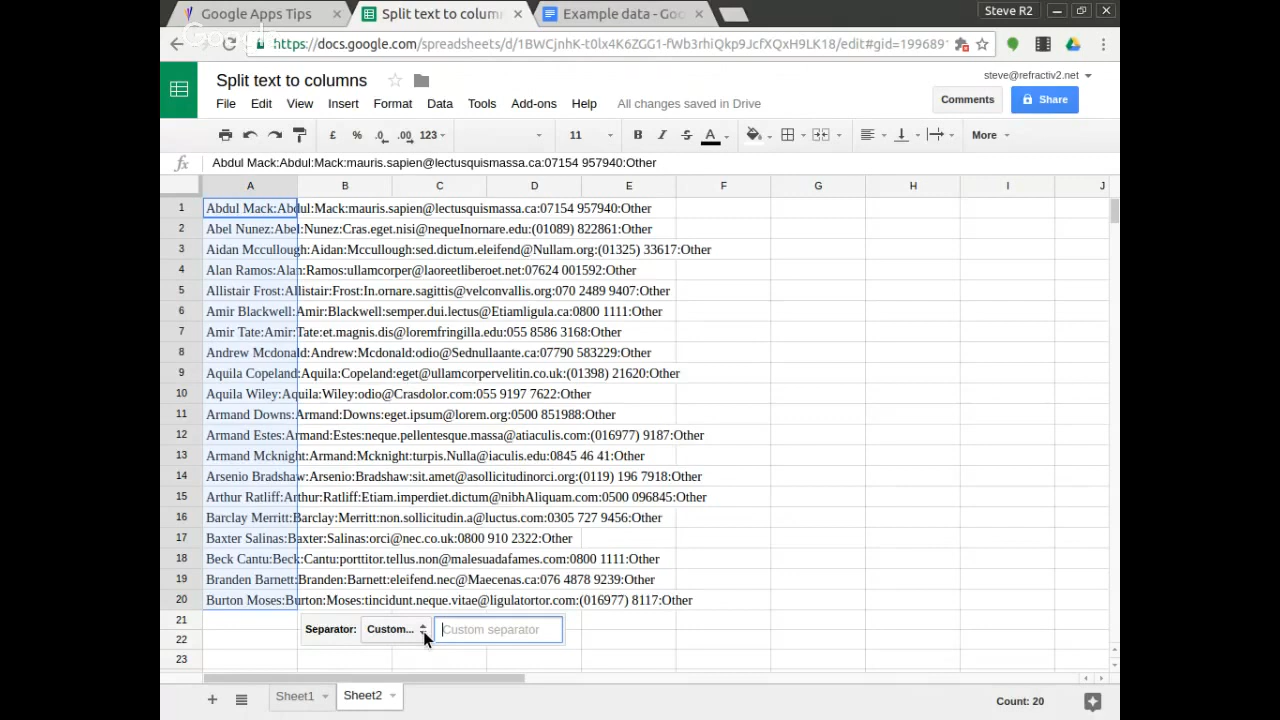 Steve R2
Google Apps Tips
Split text to colum
Example data - Goo
Google
https://docs.google.com/spreadsheets/d/1BWCjnhK-t0lx4K6ZGG1-fWb3rhiQkp9JcfXQxH9LK18/edit#gid=199689
Split text to columns
steve@refractiv2.net
File Edit View Insert Format Data Tools Add-ons Help All changes saved in Drive
Comments
Share
£ % .0 .00 123 11 B I S A More
fx Abdul Mack:Abdul:Mack:mauris.sapien@lectusquismassa.ca:07154 957940:Other
A B C D E F G H I J
1 Abdul Mack:Abdul:Mack:mauris.sapien@lectusquismassa.ca:07154 957940:Other
2 Abel Nunez:Abel:Nunez:Cras.eget.nisi@nequeInornare.edu:(01089) 822861:Other
3 Aidan Mccullough:Aidan:Mccullough:sed.dictum.eleifend@Nullam.org:(01325) 33617:Other
4 Alan Ramos:Alan:Ramos:ullamcorper@laoreetliberoet.net:07624 001592:Other
5 Allistair Frost:Allistair:Frost:In.ornare.sagittis@velconvallis.org:070 2489 9407:Other
6 Amir Blackwell:Amir:Blackwell:semper.dui.lectus@Etiamligula.ca:0800 1111:Other
7 Amir Tate:Amir:Tate:et.magnis.dis@loremfringilla.edu:055 8586 3168:Other
8 Andrew Mcdonald:Andrew:Mcdonald:odio@Sednullaante.ca:07790 583229:Other
9 Aquila Copeland:Aquila:Copeland:eget@ullamcorpervelitin.co.uk:(01398) 21620:Other
10 Aquila Wiley:Aquila:Wiley:odio@Crasdolor.com:055 9197 7622:Other
11 Armand Downs:Armand:Downs:eget.ipsum@lorem.org:0500 851988:Other
12 Armand Estes:Armand:Estes:neque.pellentesque.massa@atiaculis.com:(016977) 9187:Other
13 Armand Mcknight:Armand:Mcknight:turpis.Nulla@iaculis.edu:0845 46 41:Other
14 Arsenio Bradshaw:Arsenio:Bradshaw:sit.amet@asollicitudinorci.org:(0119) 196 7918:Other
15 Arthur Ratliff:Arthur:Ratliff:Etiam.imperdiet.dictum@nibhAliquam.com:0500 096845:Other
16 Barclay Merritt:Barclay:Merritt:non.sollicitudin.a@luctus.com:0305 727 9456:Other
17 Baxter Salinas:Baxter:Salinas:orci@nec.co.uk:0800 910 2322:Other
18 Beck Cantu:Beck:Cantu:porttitor.tellus.non@malesuadafames.com:0800 1111:Other
19 Branden Barnett:Branden:Barnett:eleifend.nec@Maecenas.ca:076 4878 9239:Other
20 Burton Moses:Burton:Moses:tincidunt.neque.vitae@ligulatortor.com:(016977) 8117:Other
21
Separator: Custom... Custom separator
22
23
Sheet1 Sheet2
Count: 20